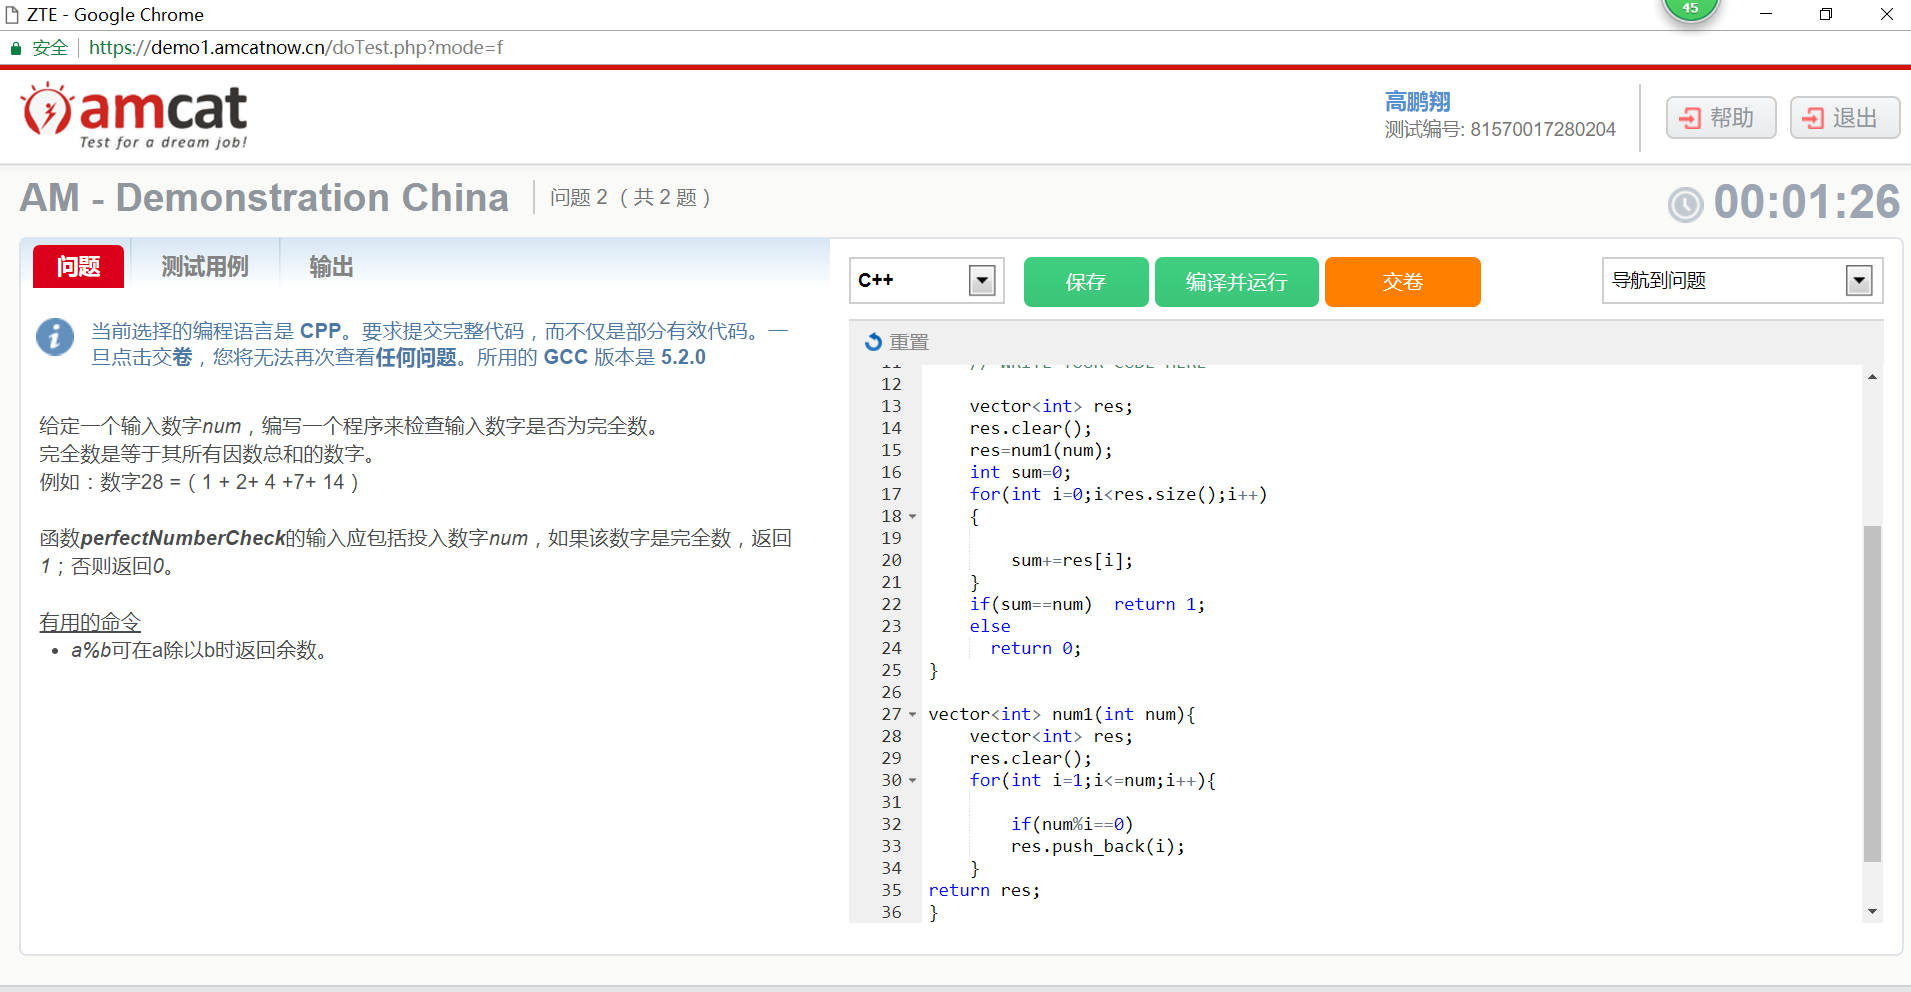 ZTE - Google Chrome
45
安全 https://demo1.amcatnow.cn/doTest.php?mode=f
amcat
Test for a dream job!
高鹏翔
测试编号: 81570017280204
帮助
退出
AM - Demonstration China
问题 2 （共 2 题）
00:01:26
问题
测试用例
输出
C++
保存
编译并运行
交卷
导航到问题
当前选择的编程语言是 CPP。要求提交完整代码，而不仅是部分有效代码。一
旦点击交卷，您将无法再次查看任何问题。所用的 GCC 版本是 5.2.0
给定一个输入数字num，编写一个程序来检查输入数字是否为完全数。
完全数是等于其所有因数总和的数字。
例如：数字28 =（1 + 2+ 4 +7+ 14 ）
函数perfectNumberCheck的输入应包括投入数字num，如果该数字是完全数，返回
1；否则返回0。
有用的命令
• a%b可在a除以b时返回余数。
重置
11 // WRITE YOUR CODE HERE
12
13 vector<int> res;
14 res.clear();
15 res=num1(num);
16 int sum=0;
17 for(int i=0;i<res.size();i++)
18 {
19
20 sum+=res[i];
21 }
22 if(sum==num) return 1;
23 else
24 return 0;
25 }
26
27 vector<int> num1(int num){
28 vector<int> res;
29 res.clear();
30 for(int i=1;i<=num;i++){
31
32 if(num%i==0)
33 res.push_back(i);
34 }
35 return res;
36 }